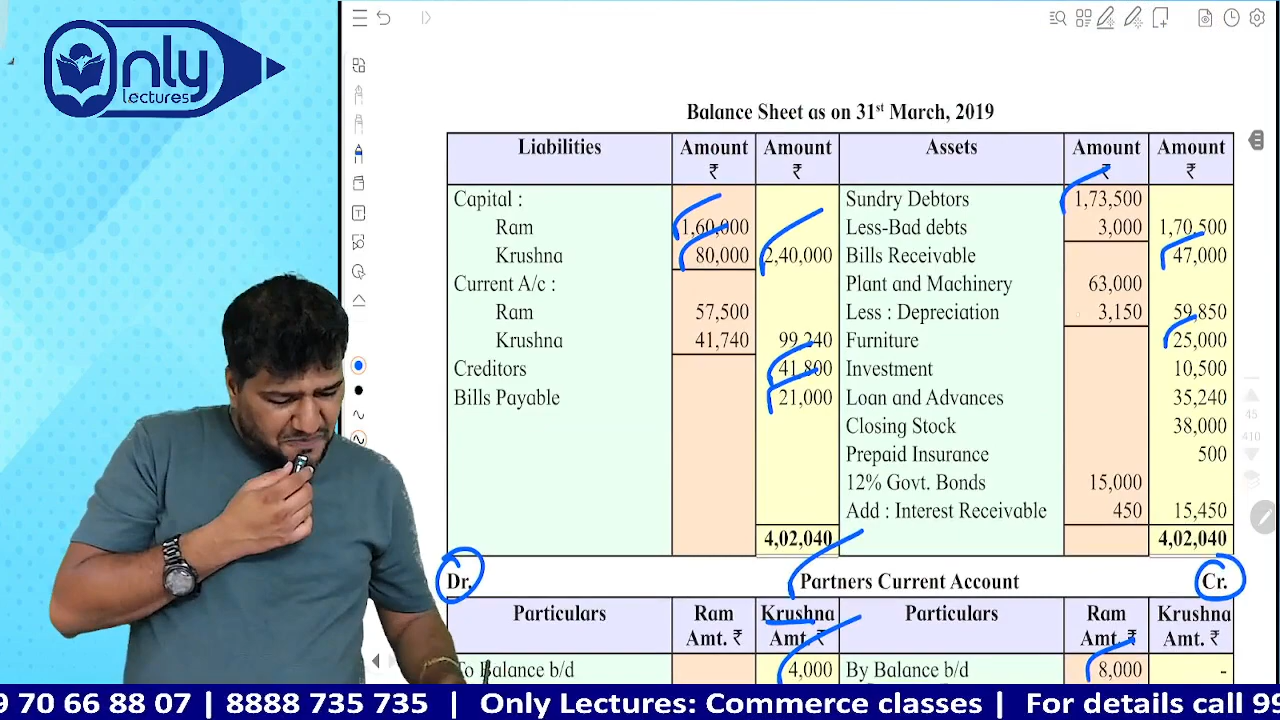 Only
lectures
Balance Sheet as on 31st March, 2019
Liabilities Amount ₹ Amount ₹ Assets Amount ₹ Amount ₹
Capital : Sundry Debtors 1,73,500
Ram 1,60,000 Less-Bad debts 3,000 1,70,500
Krushna 80,000 2,40,000 Bills Receivable 47,000
Current A/c : Plant and Machinery 63,000
Ram 57,500 Less : Depreciation 3,150 59,850
Krushna 41,740 99,240 Furniture 25,000
Creditors 41,800 Investment 10,500
Bills Payable 21,000 Loan and Advances 35,240
Closing Stock 38,000
Prepaid Insurance 500
12% Govt. Bonds 15,000
Add : Interest Receivable 450 15,450
4,02,040 4,02,040
Dr. Partners Current Account Cr.
Particulars Ram Amt. ₹ Krushna Amt. ₹ Particulars Ram Amt. ₹ Krushna Amt. ₹
To Balance b/d 4,000 By Balance b/d 8,000 -
45
410
9 70 66 88 07 | 8888 735 735 | Only Lectures: Commerce classes | For details call 99